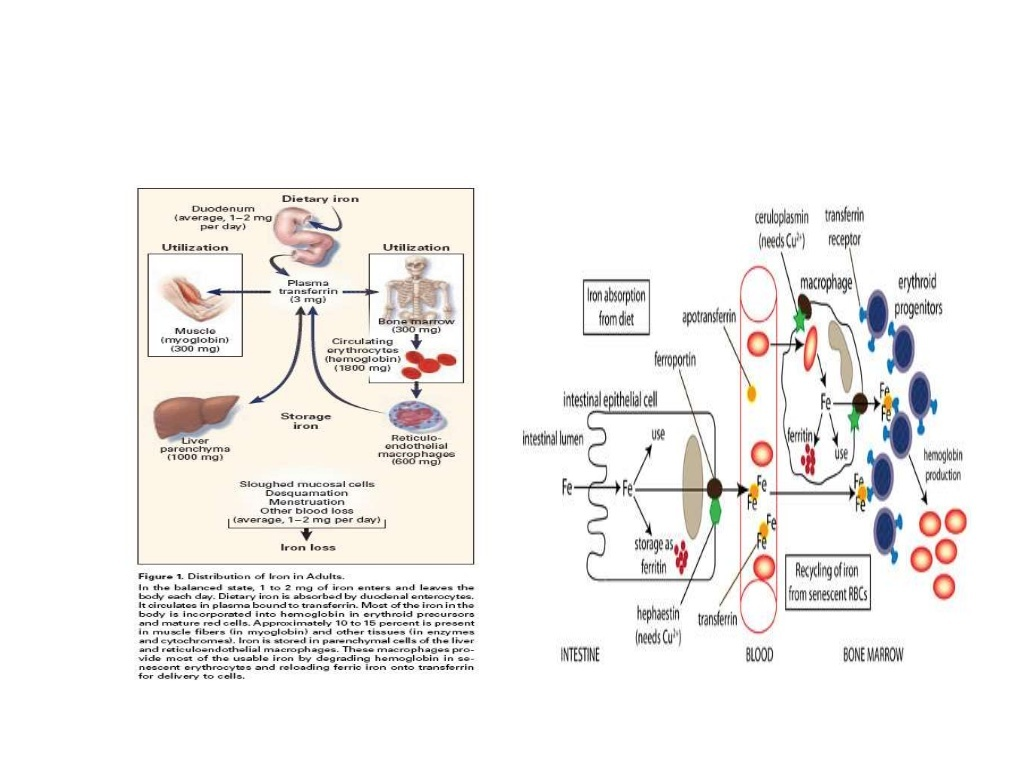 Dietary iron
Duodenum
(average, 1–2 mg
per day)
Utilization
Utilization
Plasma
transferrin
(3 mg)
Muscle
(myoglobin)
(300 mg)
Bone marrow
(300 mg)
Circulating
erythrocytes
(hemoglobin)
(1800 mg)
Storage
iron
Liver
parenchyma
(1000 mg)
Reticulo-
endothelial
macrophages
(600 mg)
Sloughed mucosal cells
Desquamation
Menstruation
Other blood loss
(average, 1–2 mg per day)
Iron loss
Figure 1. Distribution of Iron in Adults.
In the balanced state, 1 to 2 mg of iron enters and leaves the
body each day. Dietary iron is absorbed by duodenal enterocytes.
It circulates in plasma bound to transferrin. Most of the iron in the
body is incorporated into hemoglobin in erythroid precursors
and mature red cells. Approximately 10 to 15 percent is present
in muscle fibers (in myoglobin) and other tissues (in enzymes
and cytochromes). Iron is stored in parenchymal cells of the liver
and reticuloendothelial macrophages. These macrophages pro-
vide most of the usable iron by degrading hemoglobin in se-
nescent erythrocytes and reloading ferric iron onto transferrin
for delivery to cells.
ceruloplasmin
(needs Cu²⁺)
transferrin
receptor
macrophage
erythroid
progenitors
Iron absorption
from diet
apotransferrin
ferroportin
intestinal epithelial cell
intestinal lumen
use
Fe
Fe
storage as
ferritin
Fe
Fe
Fe
Fe
Fe
ferritin
use
Fe
Fe
Fe
Fe
hemoglobin
production
Recycling of iron
from senescent RBCs
hephaestin
(needs Cu²⁺)
transferrin
INTESTINE
BLOOD
BONE MARROW